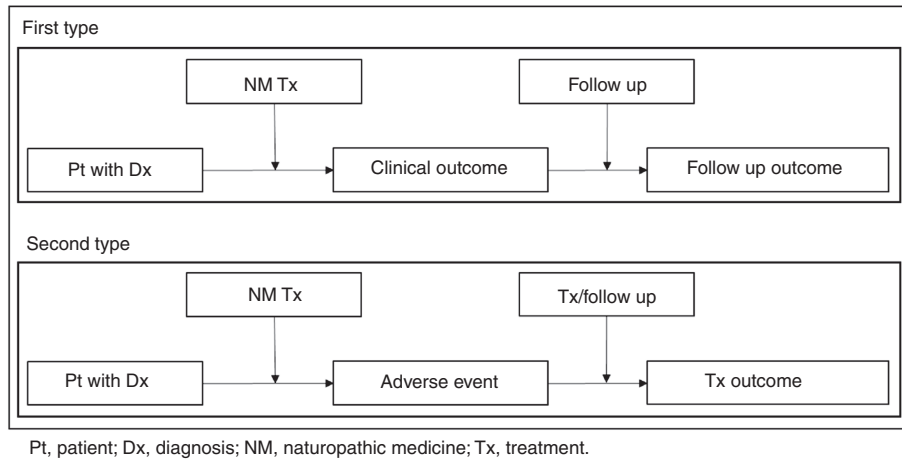 First type
NM Tx
Follow up
Pt with Dx
Clinical outcome
Follow up outcome
Second type
NM Tx
Tx/follow up
Pt with Dx
Adverse event
Tx outcome
Pt, patient; Dx, diagnosis; NM, naturopathic medicine; Tx, treatment.